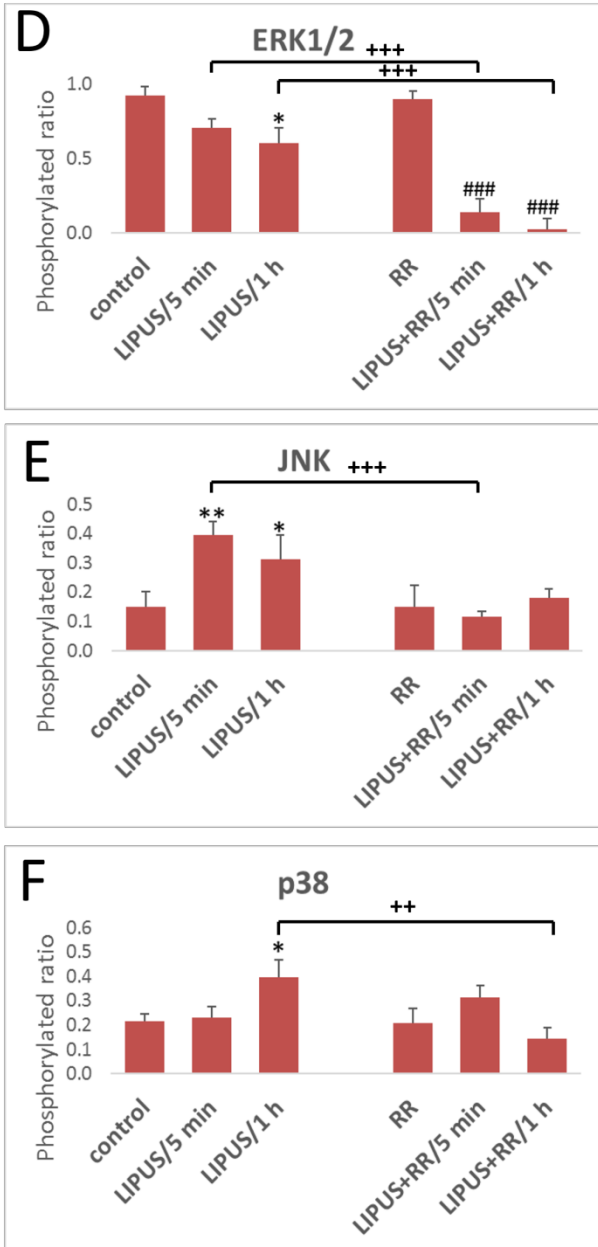 D
ERK1/2
+++
+++
Phosphorylated ratio
1.0
0.5
0.0
*
###
###
control
LIPUS/5 min
LIPUS/1 h
RR
LIPUS+RR/5 min
LIPUS+RR/1 h
E
JNK
+++
Phosphorylated ratio
0.5
0.4
0.3
0.2
0.1
0.0
**
*
control
LIPUS/5 min
LIPUS/1 h
RR
LIPUS+RR/5 min
LIPUS+RR/1 h
F
p38
++
Phosphorylated ratio
0.6
0.5
0.4
0.3
0.2
0.1
0.0
*
control
LIPUS/5 min
LIPUS/1 h
RR
LIPUS+RR/5 min
LIPUS+RR/1 h